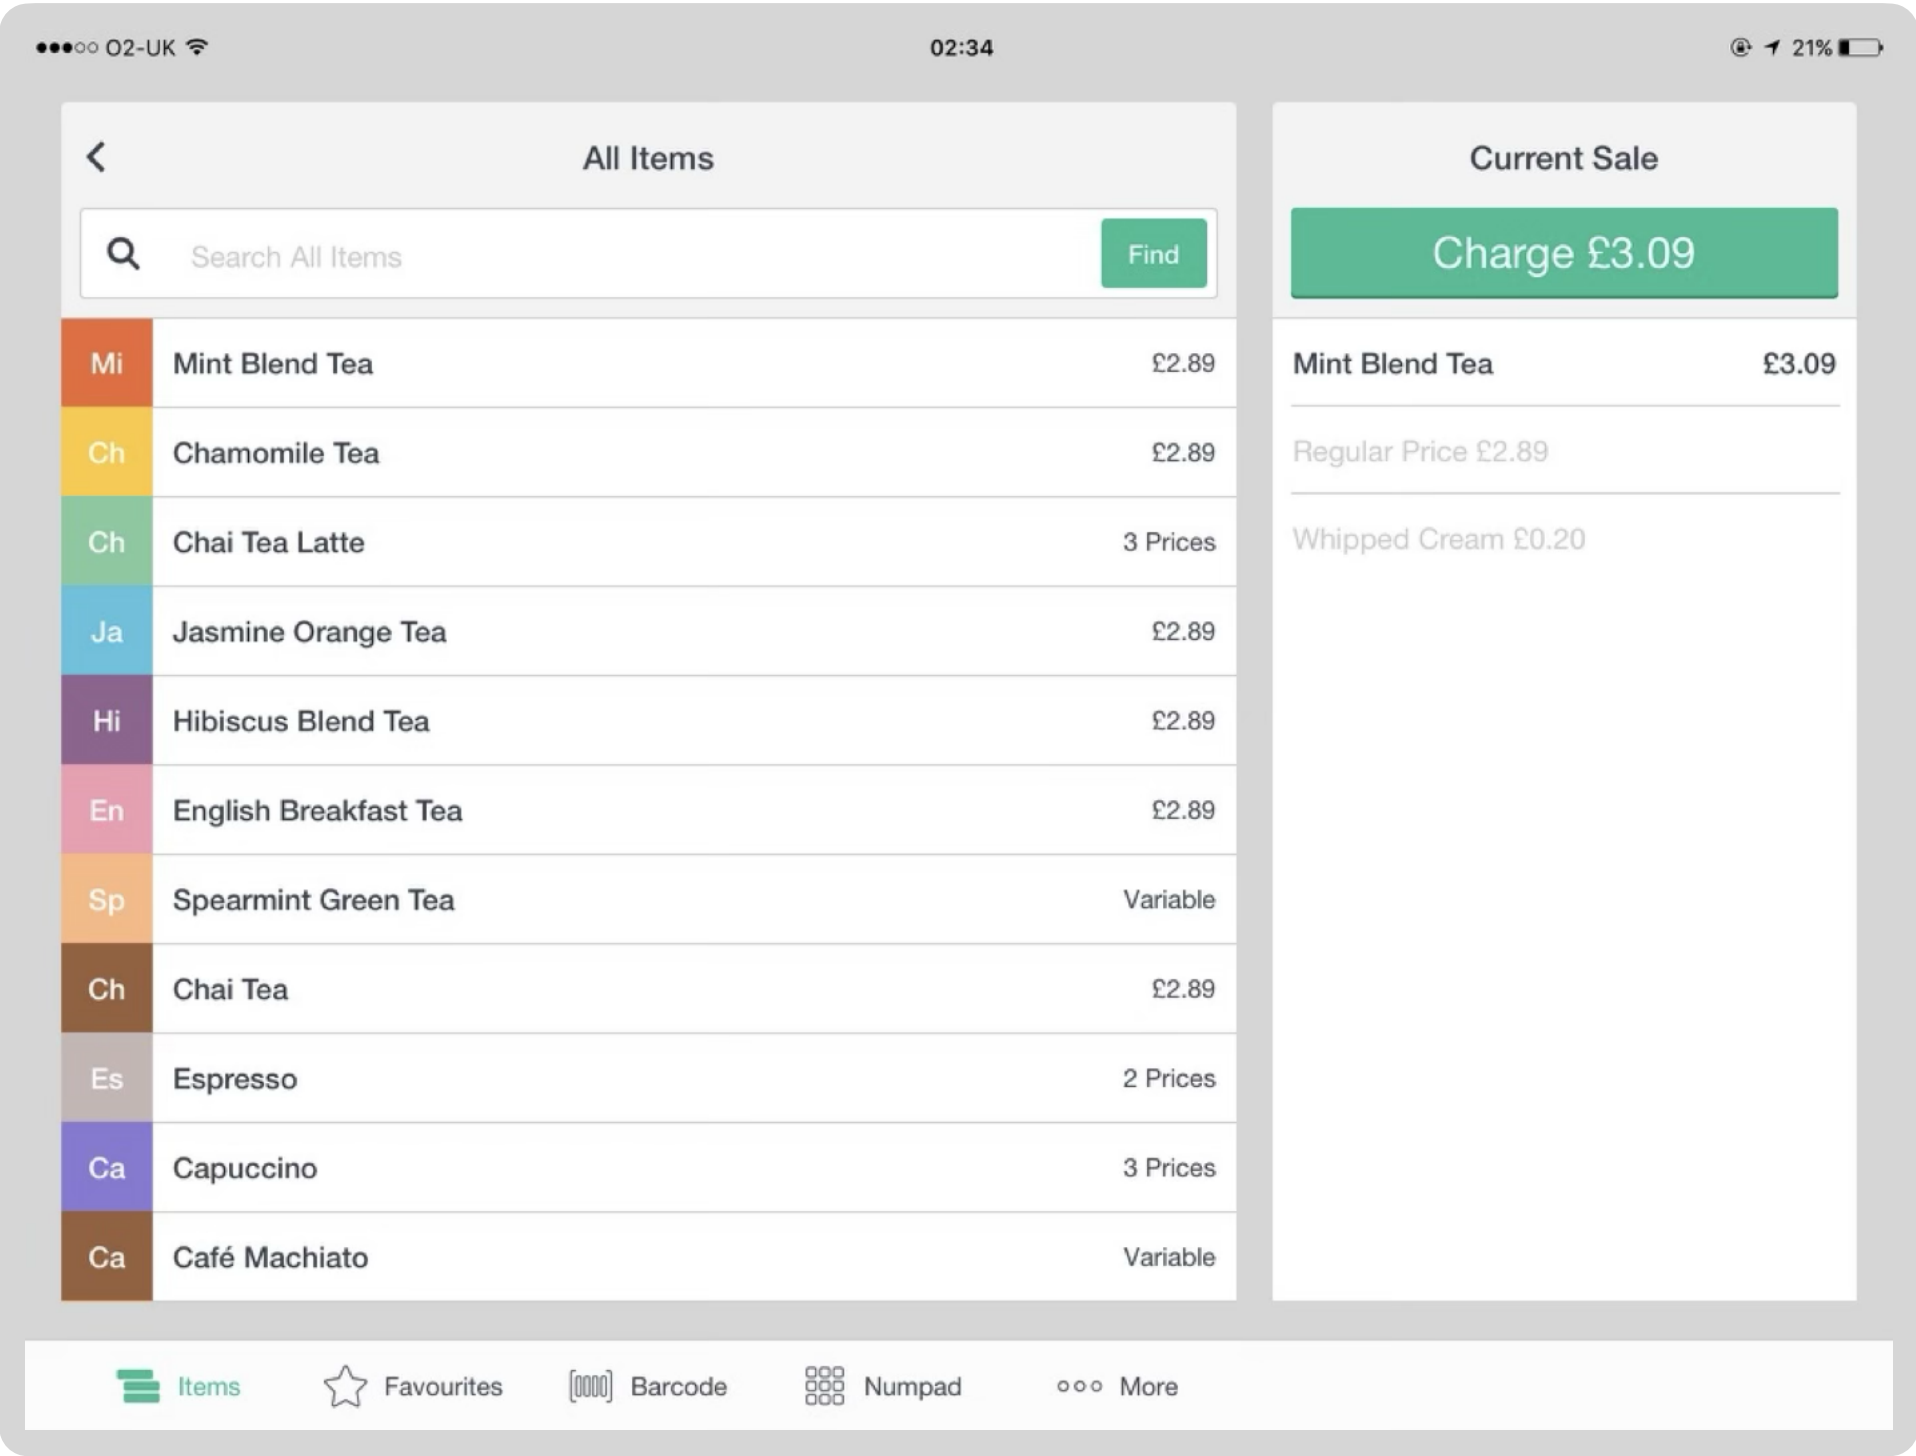 O2-UK
02:34
21%
All Items
Search All Items
Find
Mi Mint Blend Tea £2.89
Ch Chamomile Tea £2.89
Ch Chai Tea Latte 3 Prices
Ja Jasmine Orange Tea £2.89
Hi Hibiscus Blend Tea £2.89
En English Breakfast Tea £2.89
Sp Spearmint Green Tea Variable
Ch Chai Tea £2.89
Es Espresso 2 Prices
Ca Capuccino 3 Prices
Ca Café Machiato Variable
Current Sale
Charge £3.09
Mint Blend Tea £3.09
Regular Price £2.89
Whipped Cream £0.20
Items Favourites Barcode Numpad More